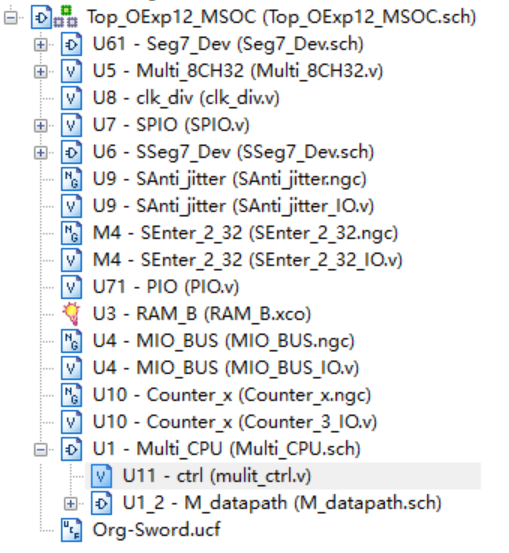 Top_OExp12_MSOC (Top_OExp12_MSOC.sch)
U61 - Seg7_Dev (Seg7_Dev.sch)
U5 - Multi_8CH32 (Multi_8CH32.v)
U8 - clk_div (clk_div.v)
U7 - SPIO (SPIO.v)
U6 - SSeg7_Dev (SSeg7_Dev.sch)
U9 - SAnti_jitter (SAnti_jitter.ngc)
U9 - SAnti_jitter (SAnti_jitter_IO.v)
M4 - SEnter_2_32 (SEnter_2_32.ngc)
M4 - SEnter_2_32 (SEnter_2_32_IO.v)
U71 - PIO (PIO.v)
U3 - RAM_B (RAM_B.xco)
U4 - MIO_BUS (MIO_BUS.ngc)
U4 - MIO_BUS (MIO_BUS_IO.v)
U10 - Counter_x (Counter_x.ngc)
U10 - Counter_x (Counter_3_IO.v)
U1 - Multi_CPU (Multi_CPU.sch)
U11 - ctrl (mulit_ctrl.v)
U1_2 - M_datapath (M_datapath.sch)
Org-Sword.ucf